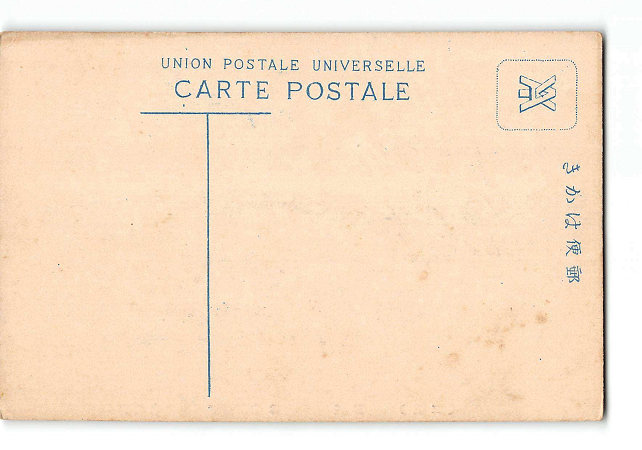 UNION POSTALE UNIVERSELLE
CARTE POSTALE
きかは便郵